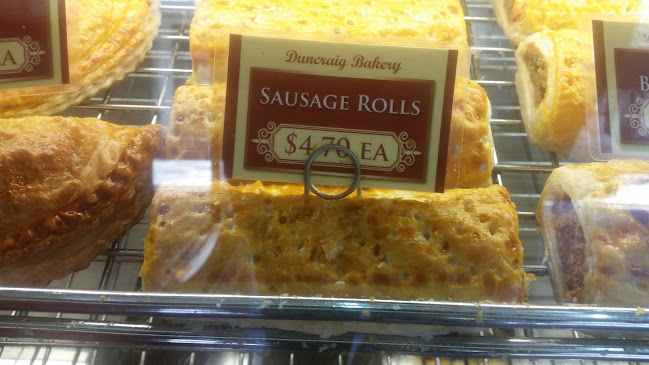 Duncraig Bakery
SAUSAGE ROLLS
$4.70 EA
A
B